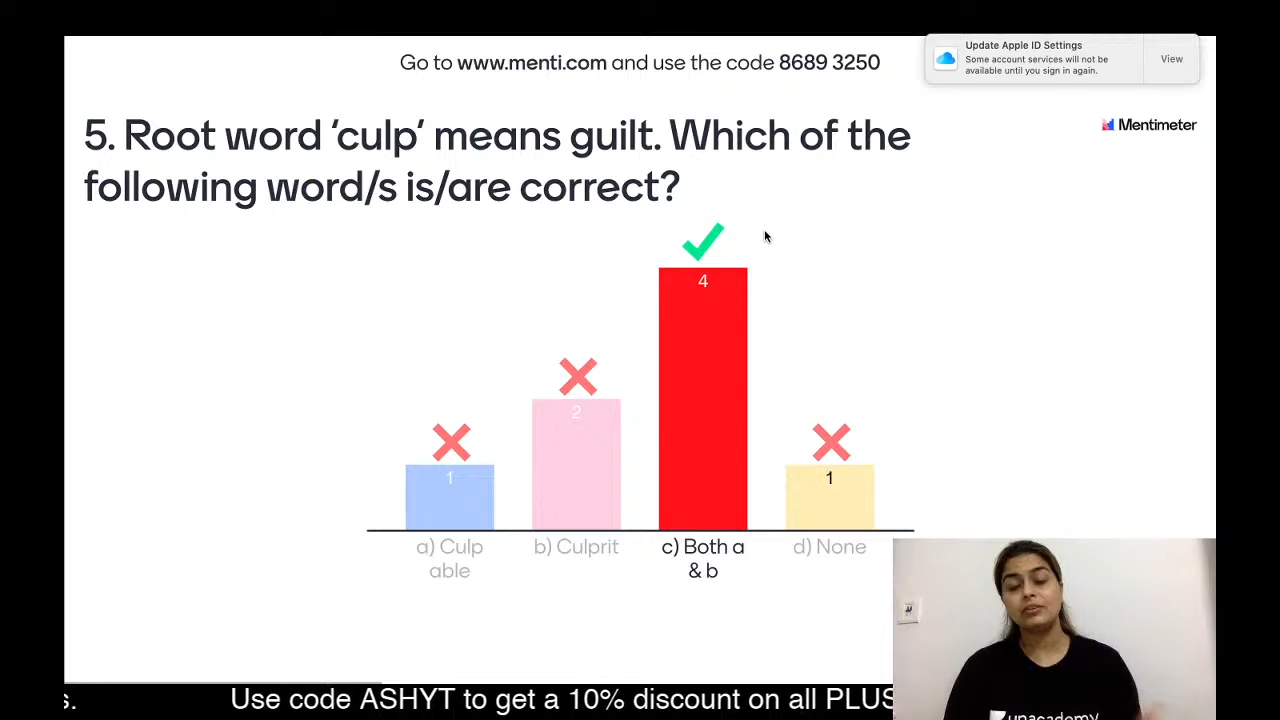 Go to www.menti.com and use the code 8689 3250
Update Apple ID Settings
Some account services will not be
available until you sign in again.
View
Mentimeter
5. Root word ‘culp’ means guilt. Which of the
following word/s is/are correct?
1
2
4
1
a) Culp
able
b) Culprit
c) Both a
& b
d) None
unacademy
s.
Use code ASHYT to get a 10% discount on all PLUS